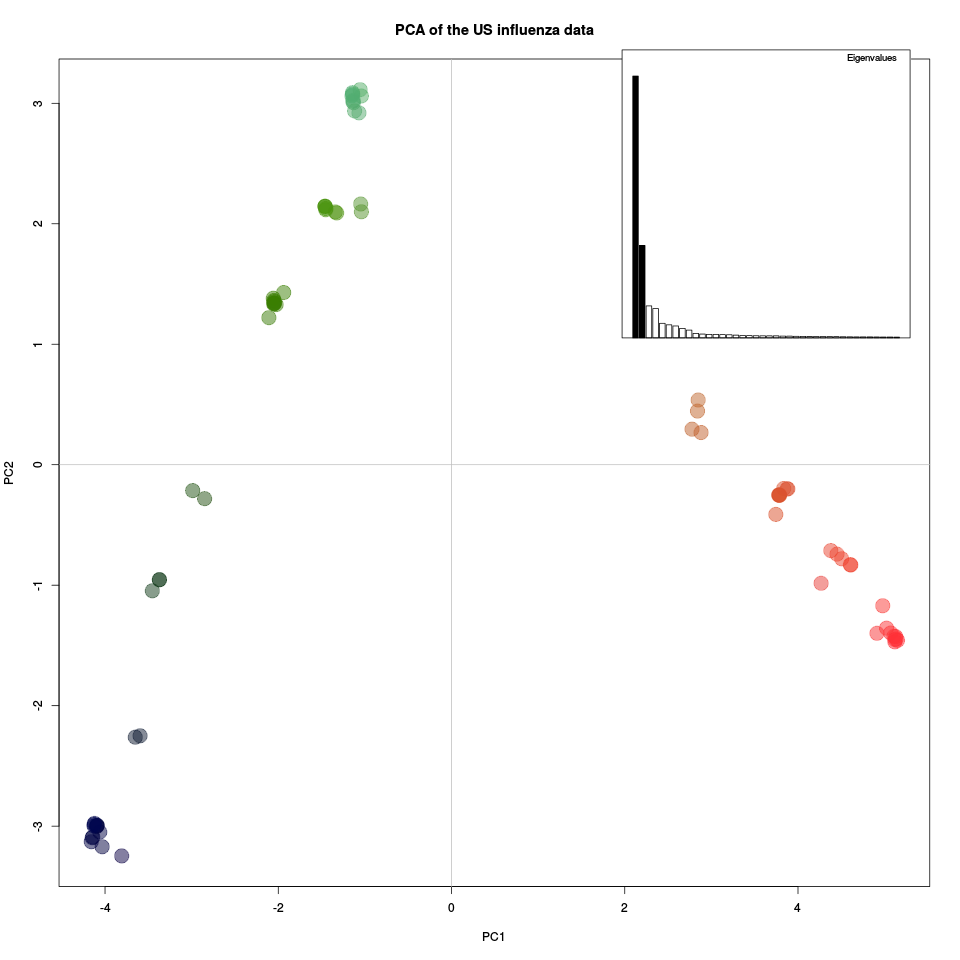 PCA of the US influenza data
Eigenvalues
3
2
1
0
-1
-2
-3
PC2
-4 -2 0 2 4
PC1